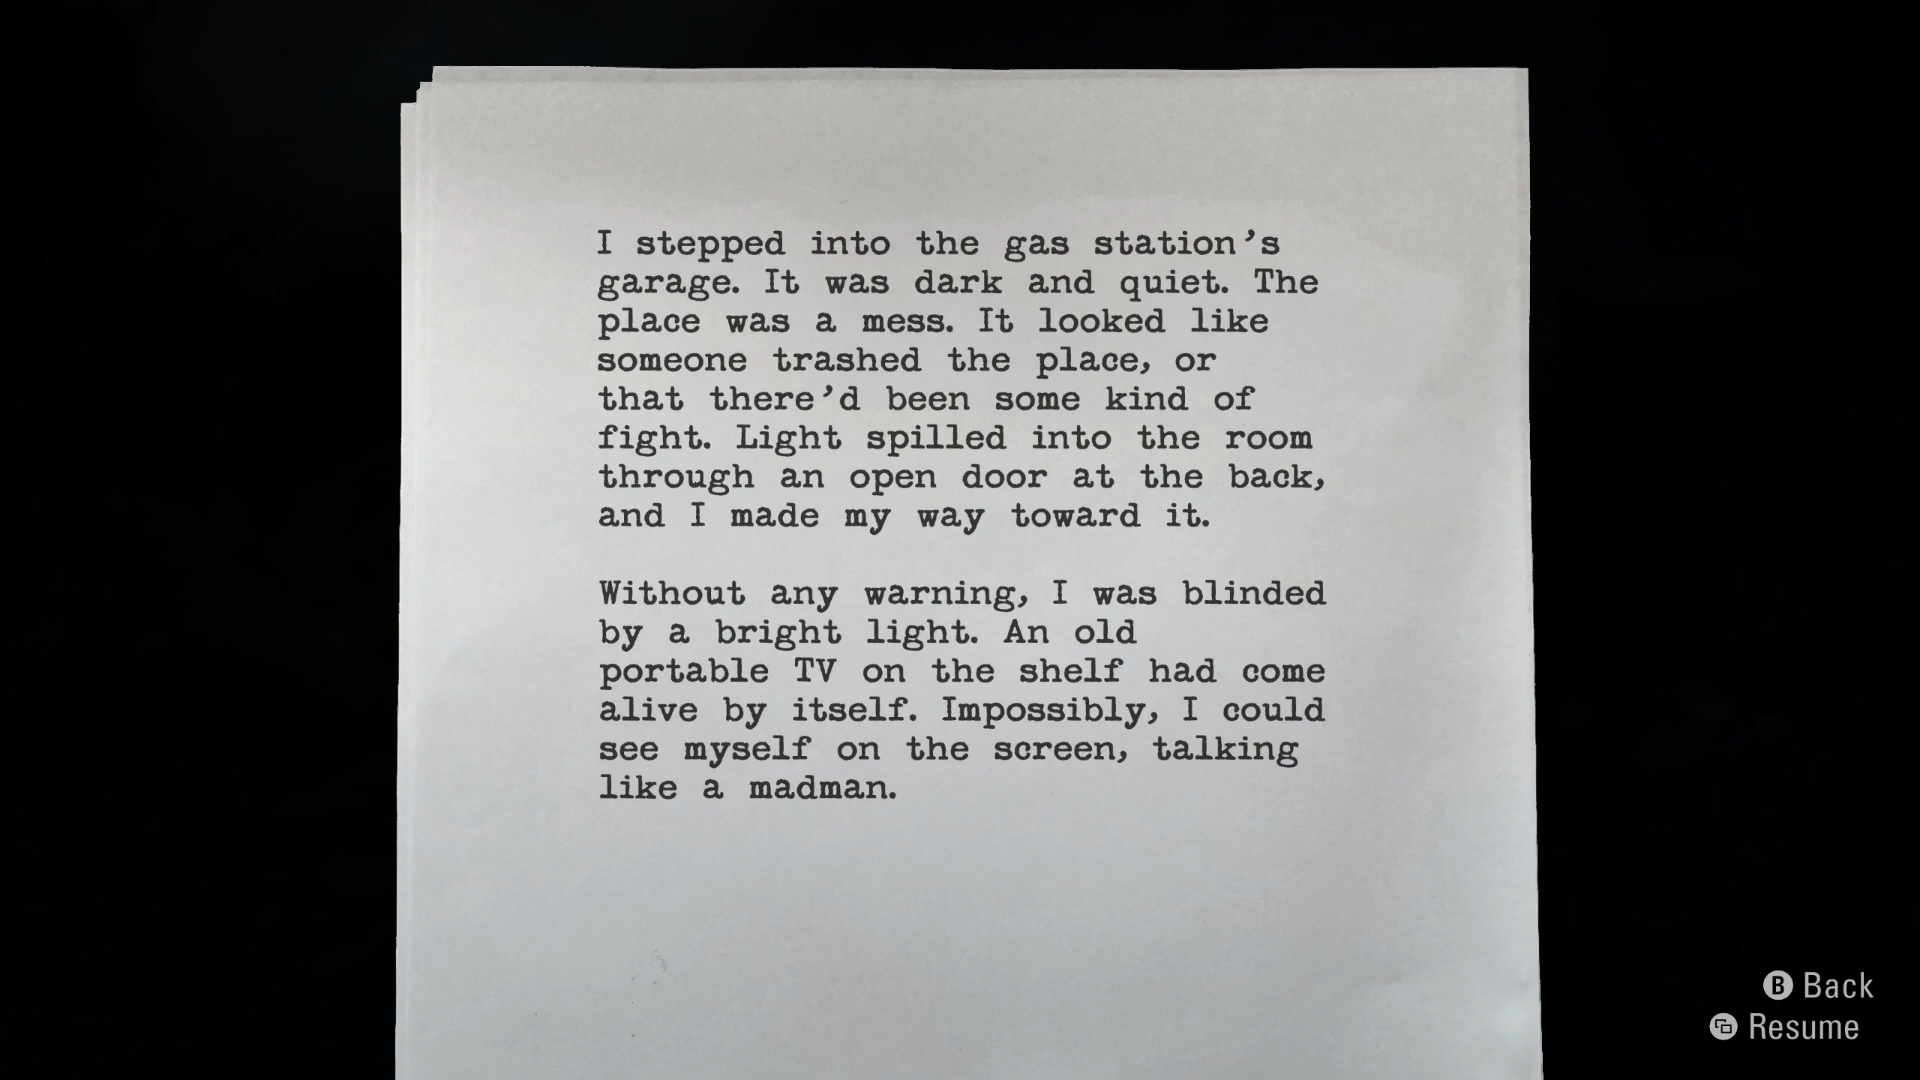 I stepped into the gas station’s
garage. It was dark and quiet. The
place was a mess. It looked like
someone trashed the place, or
that there’d been some kind of
fight. Light spilled into the room
through an open door at the back,
and I made my way toward it.
Without any warning, I was blinded
by a bright light. An old
portable TV on the shelf had come
alive by itself. Impossibly, I could
see myself on the screen, talking
like a madman.
B Back
Resume